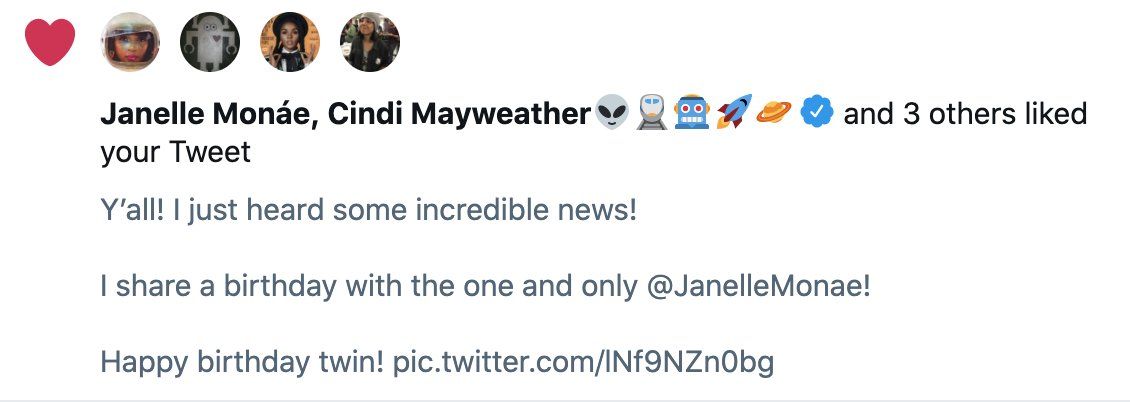 Janelle Monáe, Cindi Mayweather👽🚆🤖🚀🪐 and 3 others liked
your Tweet
Y’all! I just heard some incredible news!
I share a birthday with the one and only @JanelleMonae!
Happy birthday twin! pic.twitter.com/lNf9NZn0bg